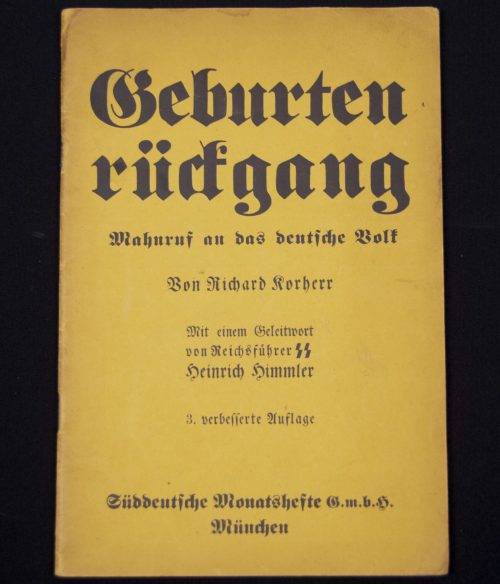 Geburten
rückgang
Mahnruf an das deutsche Volk
Von Richard Korherr
Mit einem Geleitwort
von Reichsführer SS
Heinrich Himmler
3. verbesserte Auflage
Süddeutsche Monatshefte G.m.b.H.
München